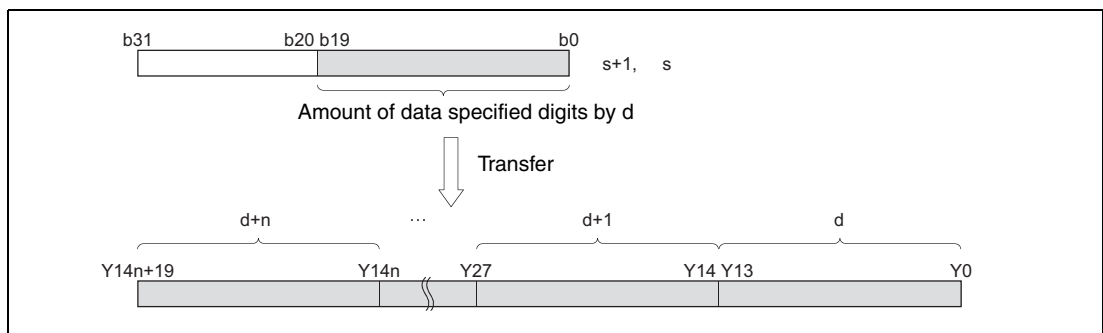 b31 b20 b19 b0
s+1, s
Amount of data specified digits by d
Transfer
d+n ... d+1 d
Y14n+19 Y14n Y27 Y14 Y13 Y0